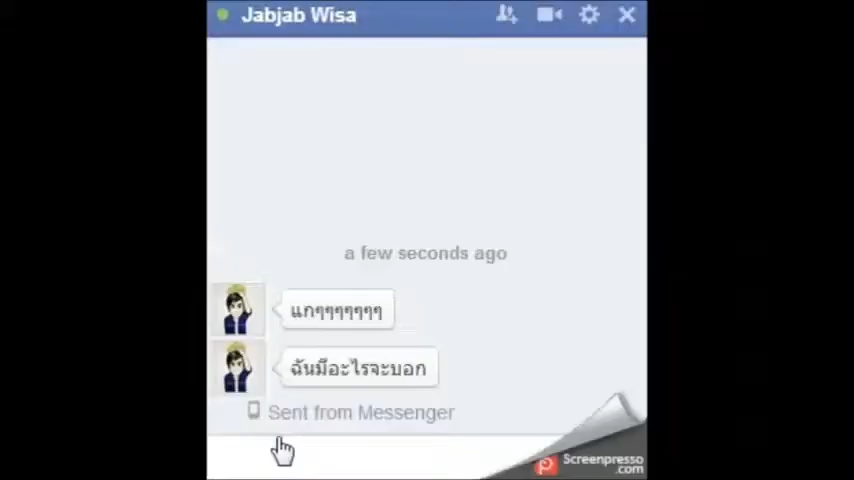 Jabjab Wisa
a few seconds ago
แกๆๆๆๆๆๆๆ
ฉันมีอะไรจะบอก
Sent from Messenger
Screenpresso
.com